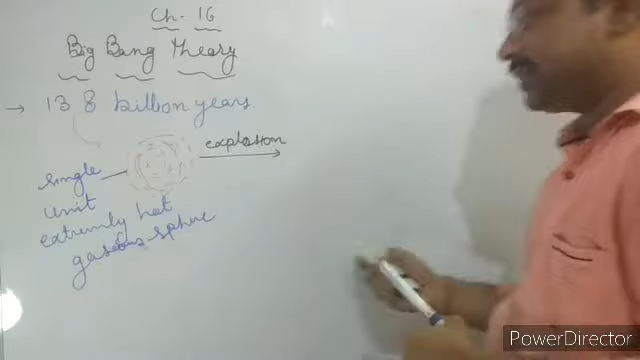 Ch- 16
Big Bang Theory
→ 13 8 billion years.
explosion
single
unit
extremly hot
gaseous sphere
PowerDirector